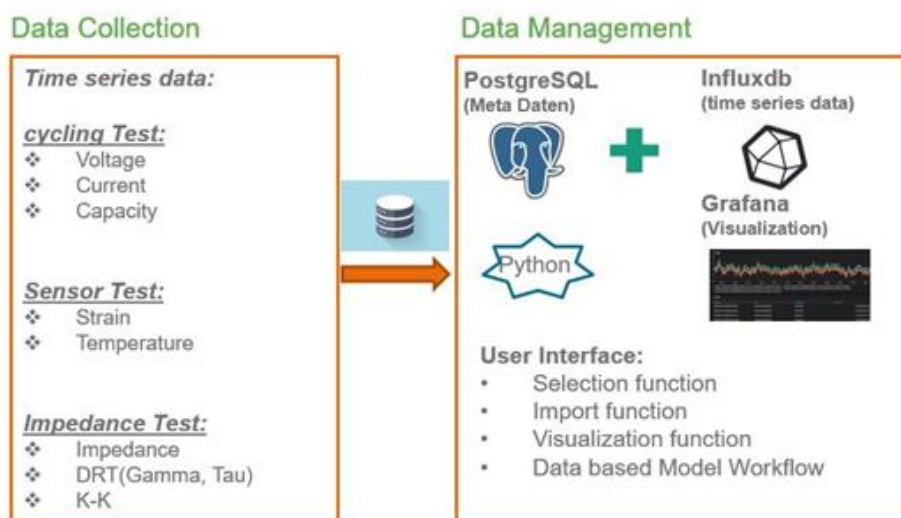 Data Collection
Time series data:
cycling Test:
❖ Voltage
❖ Current
❖ Capacity
Sensor Test:
❖ Strain
❖ Temperature
Impedance Test:
❖ Impedance
❖ DRT(Gamma, Tau)
❖ K-K
Data Management
PostgreSQL
(Meta Daten)
Influxdb
(time series data)
Grafana
(Visualization)
Python
User Interface:
• Selection function
• Import function
• Visualization function
• Data based Model Workflow